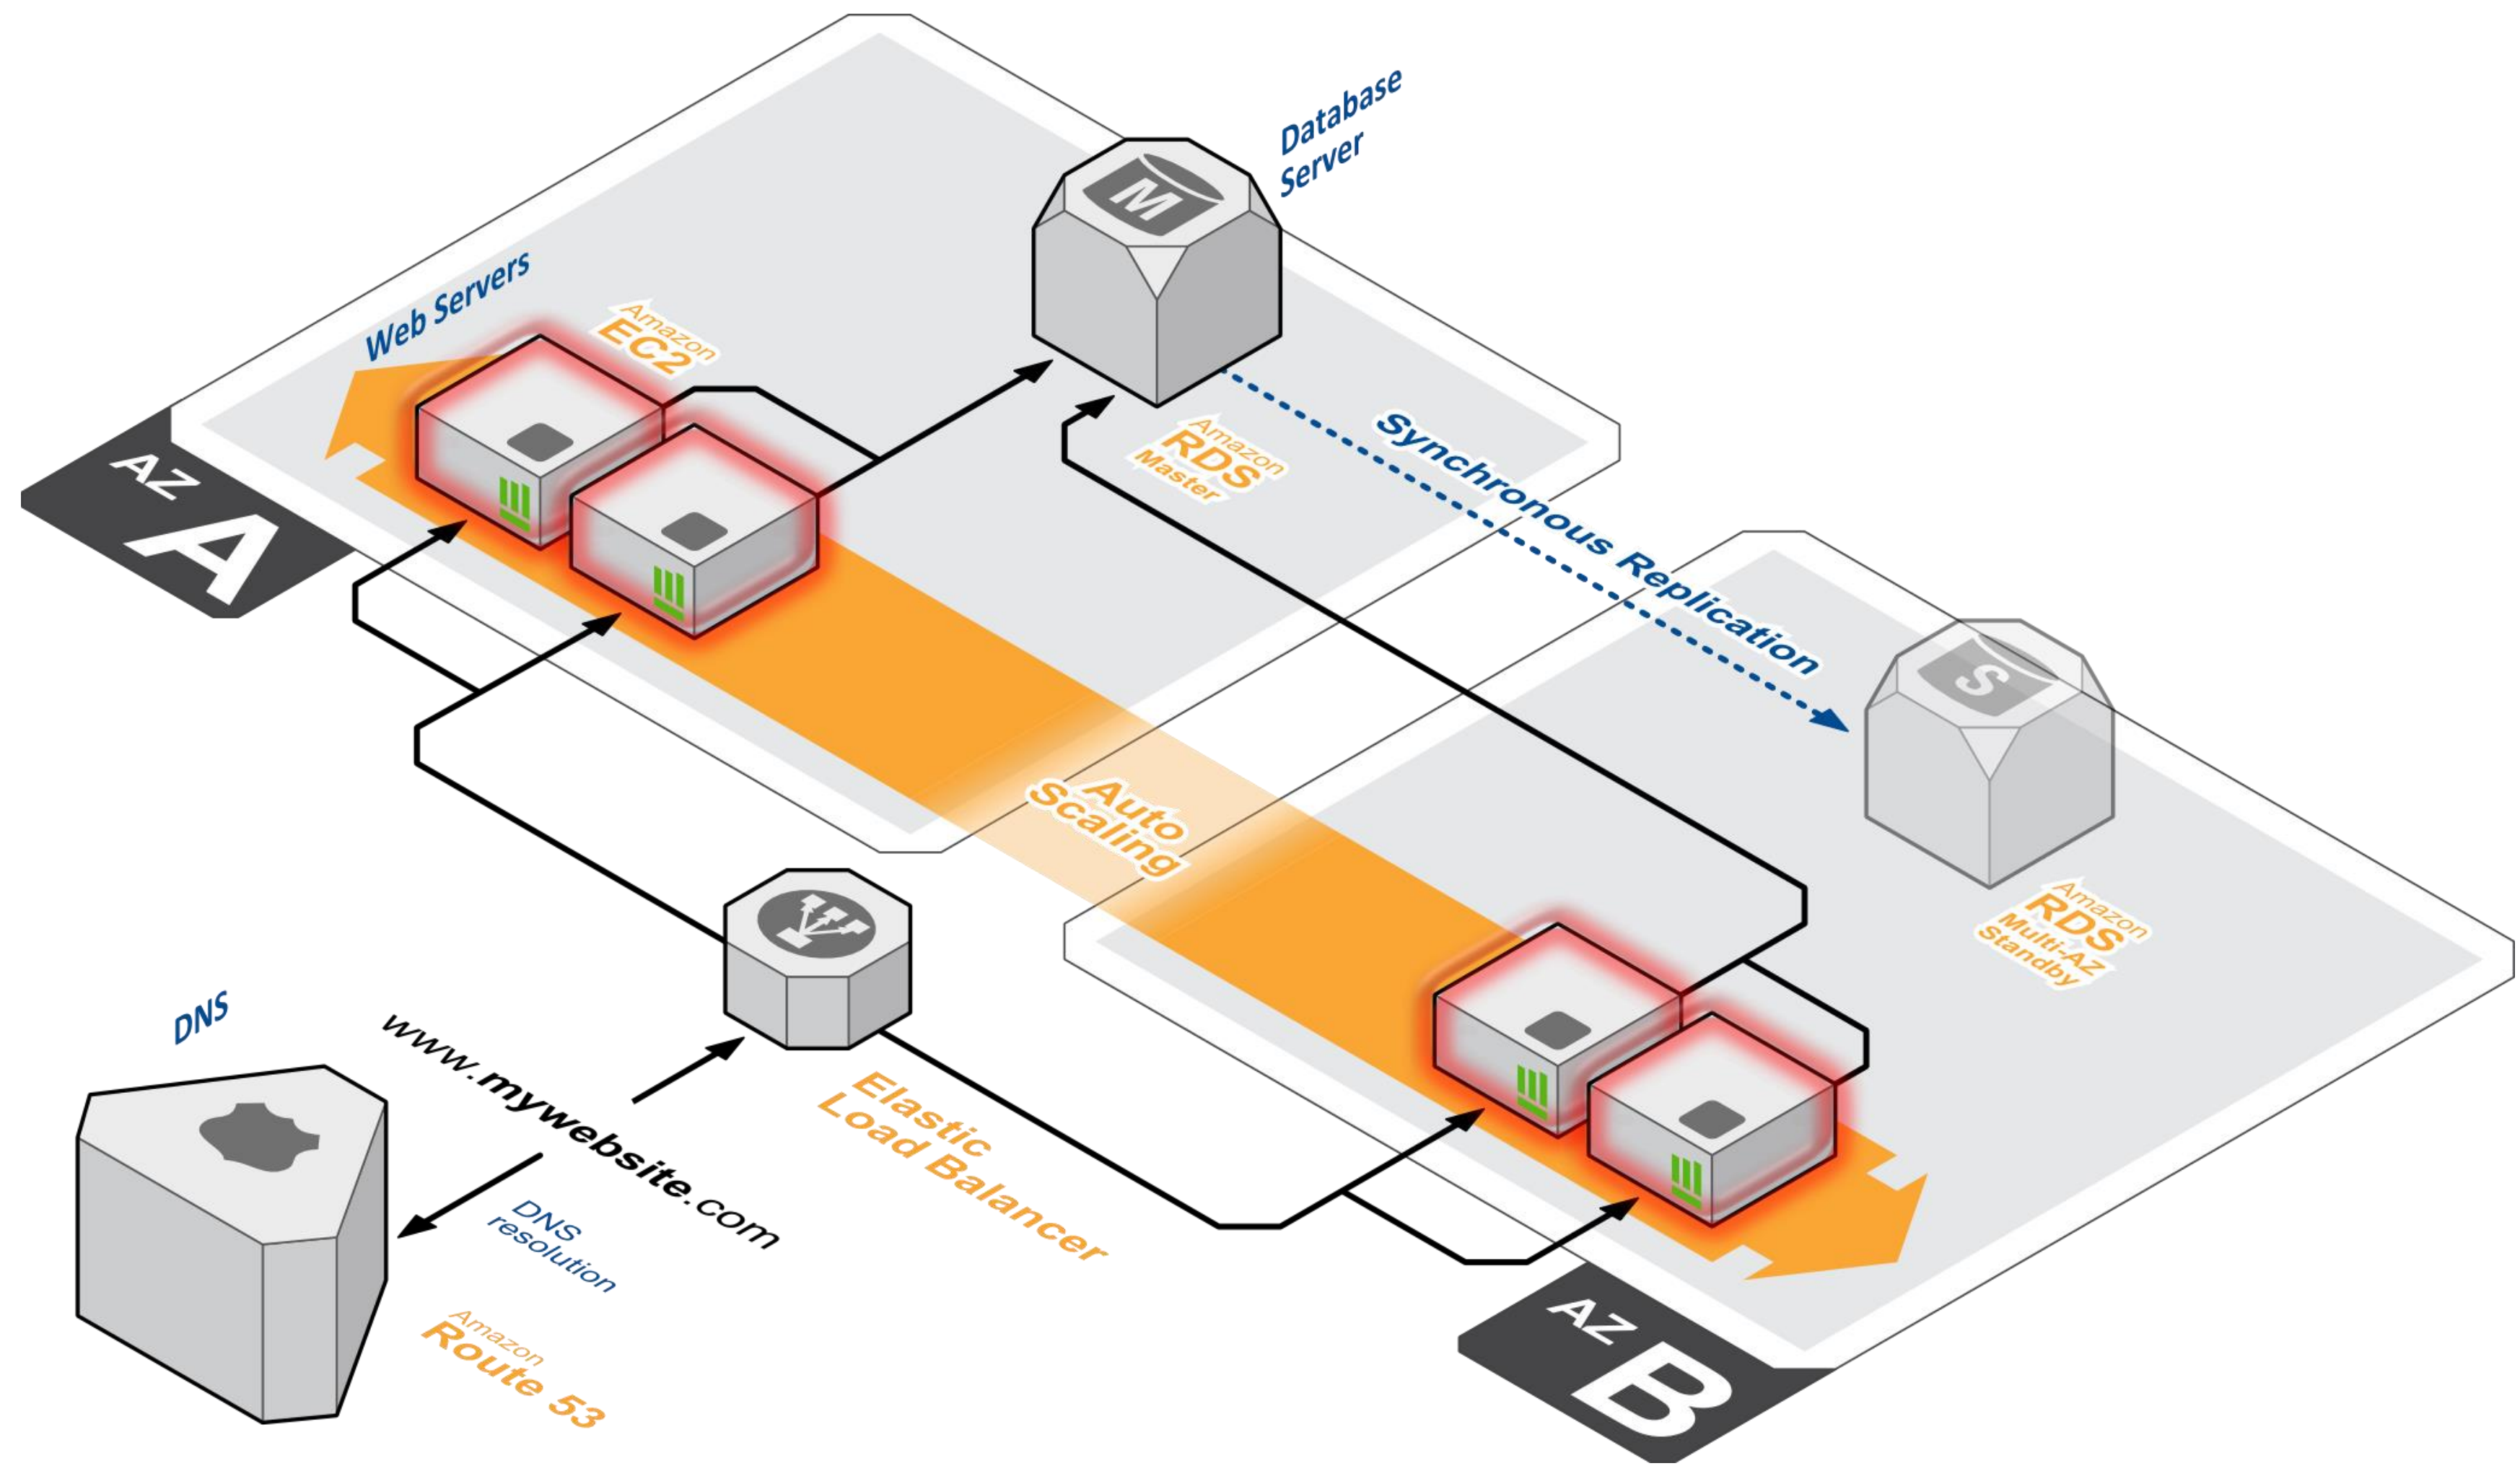 Database
Server
M
Web Servers
Amazon
EC2
Amazon
RDS
Master
Synchronous Replication
AZ
A
S
Auto
Scaling
Amazon
RDS
Multi-AZ
Standby
DNS
www.mywebsite.com
Elastic
Load Balancer
DNS
resolution
Amazon
Route 53
AZ
B